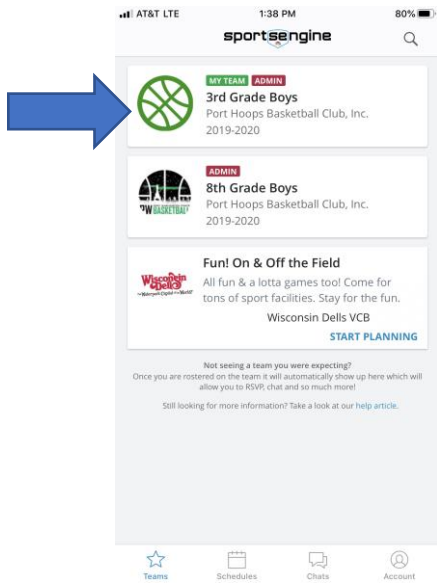 AT&T LTE 1:38 PM 80%
sportsengine
MY TEAM ADMIN
3rd Grade Boys
Port Hoops Basketball Club, Inc.
2019-2020
ADMIN
8th Grade Boys
PW BASKETBALL
Port Hoops Basketball Club, Inc.
2019-2020
Fun! On & Off the Field
Wisconsin Dells
All fun & a lotta games too! Come for
tons of sport facilities. Stay for the fun.
Wisconsin Dells VCB
START PLANNING
Not seeing a team you were expecting?
Once you are rostered on the team it will automatically show up here which will
allow you to RSVP, chat and so much more!
Still looking for more information? Take a look at our help article.
Teams Schedules Chats Account